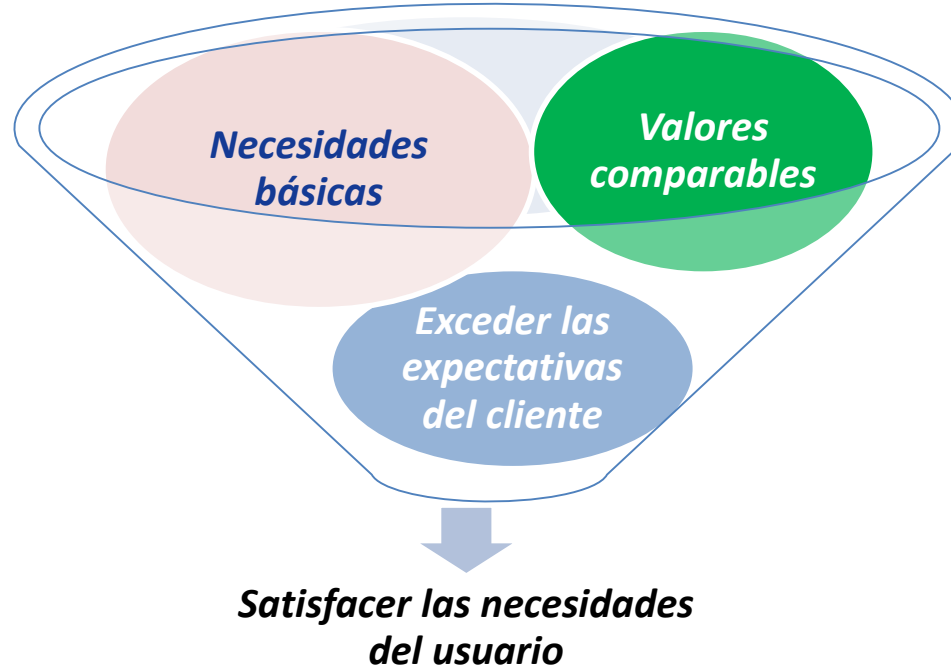 Necesidades
básicas
Valores
comparables
Exceder las
expectativas
del cliente
Satisfacer las necesidades
del usuario